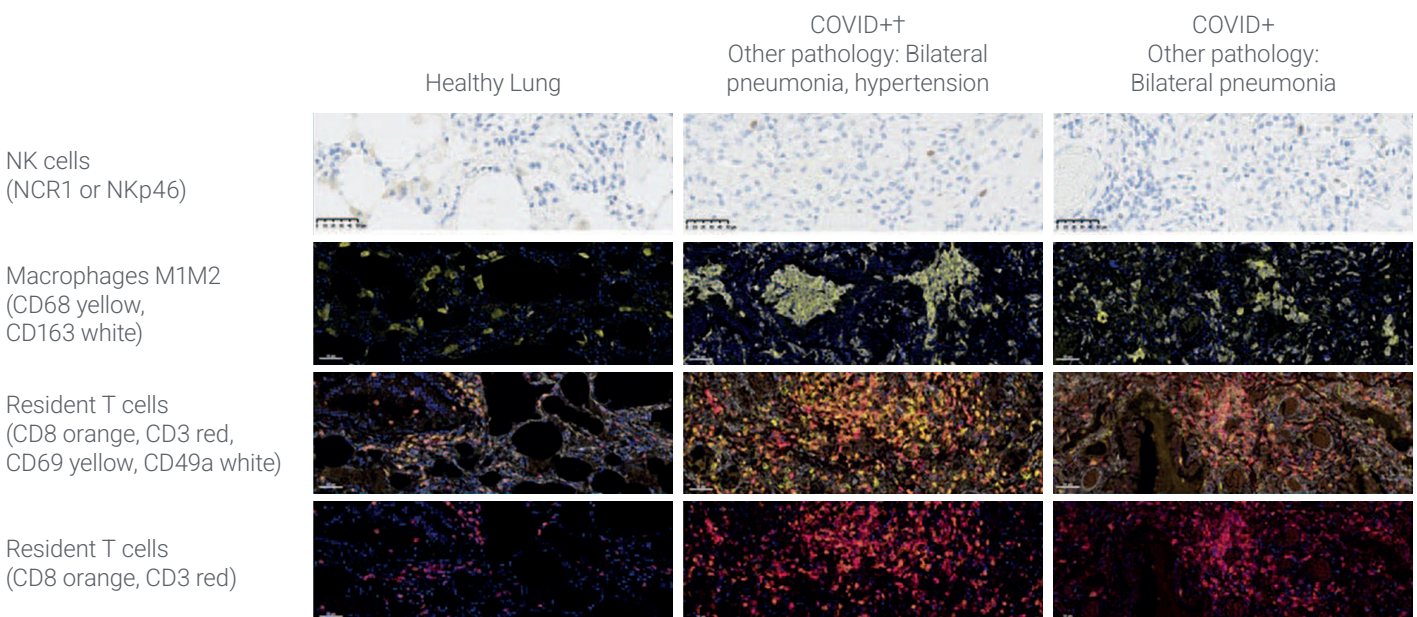 COVID+†
Other pathology: Bilateral
pneumonia, hypertension
COVID+
Other pathology:
Bilateral pneumonia
Healthy Lung
NK cells
(NCR1 or NKp46)
Macrophages M1M2
(CD68 yellow,
CD163 white)
Resident T cells
(CD8 orange, CD3 red,
CD69 yellow, CD49a white)
Resident T cells
(CD8 orange, CD3 red)